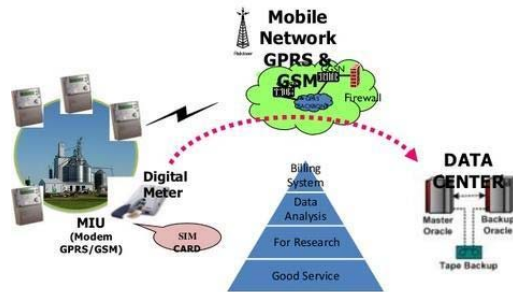 Mobile
Network
GPRS &
GSM
GGSN
Firewall
Digital
Meter
MIU
(Modem
GPRS/GSM)
SIM
CARD
Billing
System
Data
Analysis
For Research
Good Service
DATA
CENTER
Master
Oracle
Backup
Oracle
Tape Backup